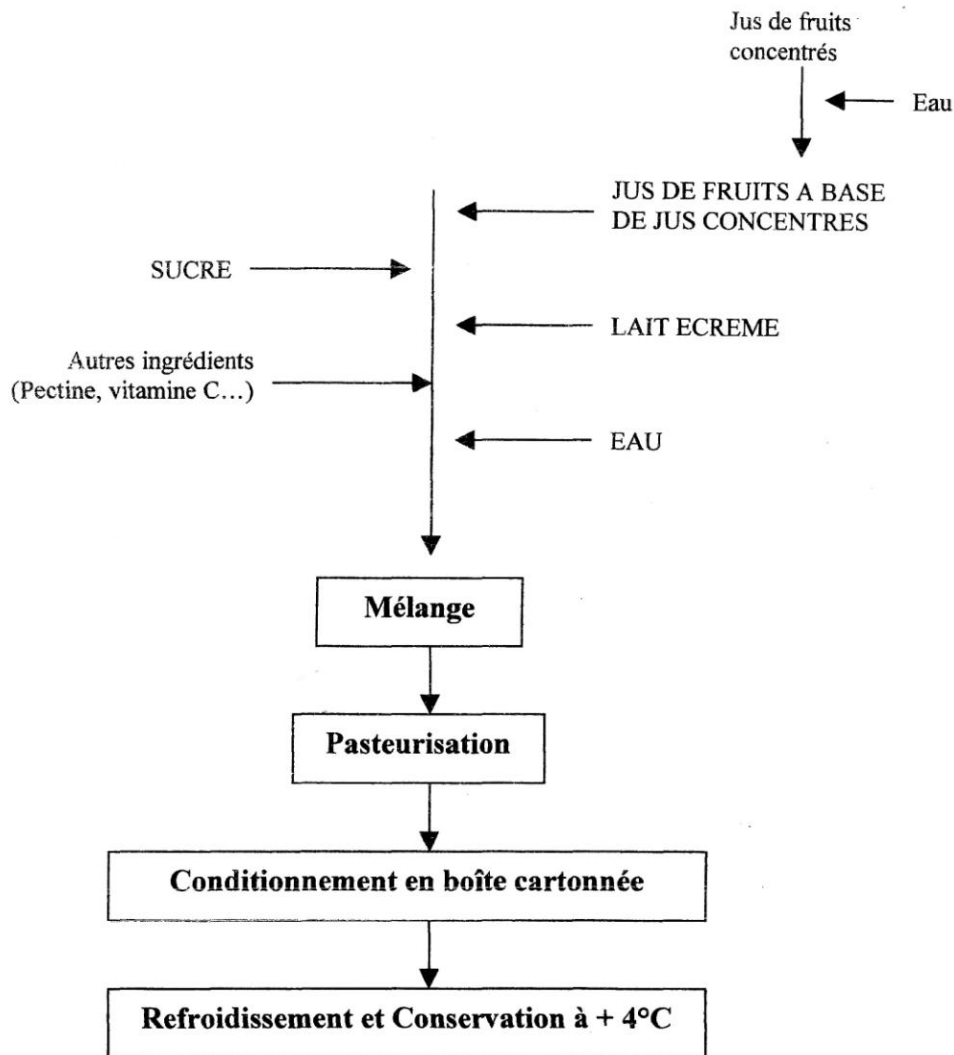 Jus de fruits
concentrés
Eau
JUS DE FRUITS A BASE
DE JUS CONCENTRES
SUCRE
LAIT ECREME
Autres ingrédients
(Pectine, vitamine C...)
EAU
Mélange
Pasteurisation
Conditionnement en boîte cartonnée
Refroidissement et Conservation à + 4°C